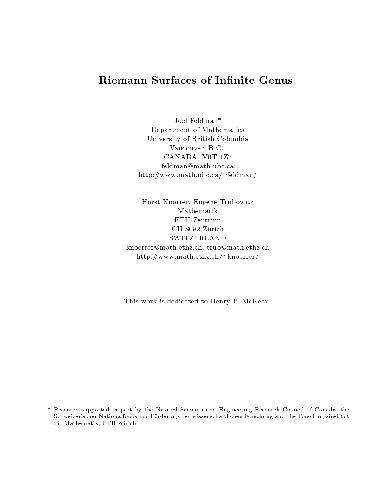 Riemann Surfaces of Infinite Genus
Joel Feldman*
Department of Mathematics
University of British Columbia
Vancouver, B.C.
CANADA V6T 1Z2
feldman@math.ubc.ca
http://www.math.ubc.ca/~feldman/
Horst Knörrer, Eugene Trubowitz
Mathematik
ETH-Zentrum
CH-8092 Zürich
SWITZERLAND
knoerrer@math.ethz.ch, trub@math.ethz.ch
http://www.math.ethz.ch/~knoerrer/
This work is dedicated to Henry P. McKean
* Research supported in part by the Natural Sciences and Engineering Research Council of Canada, the
Schweizerischer Nationalfonds zur Förderung der wissenschaftlichen Forschung and the Forschungsinstitut
für Mathematik, ETH Zürich